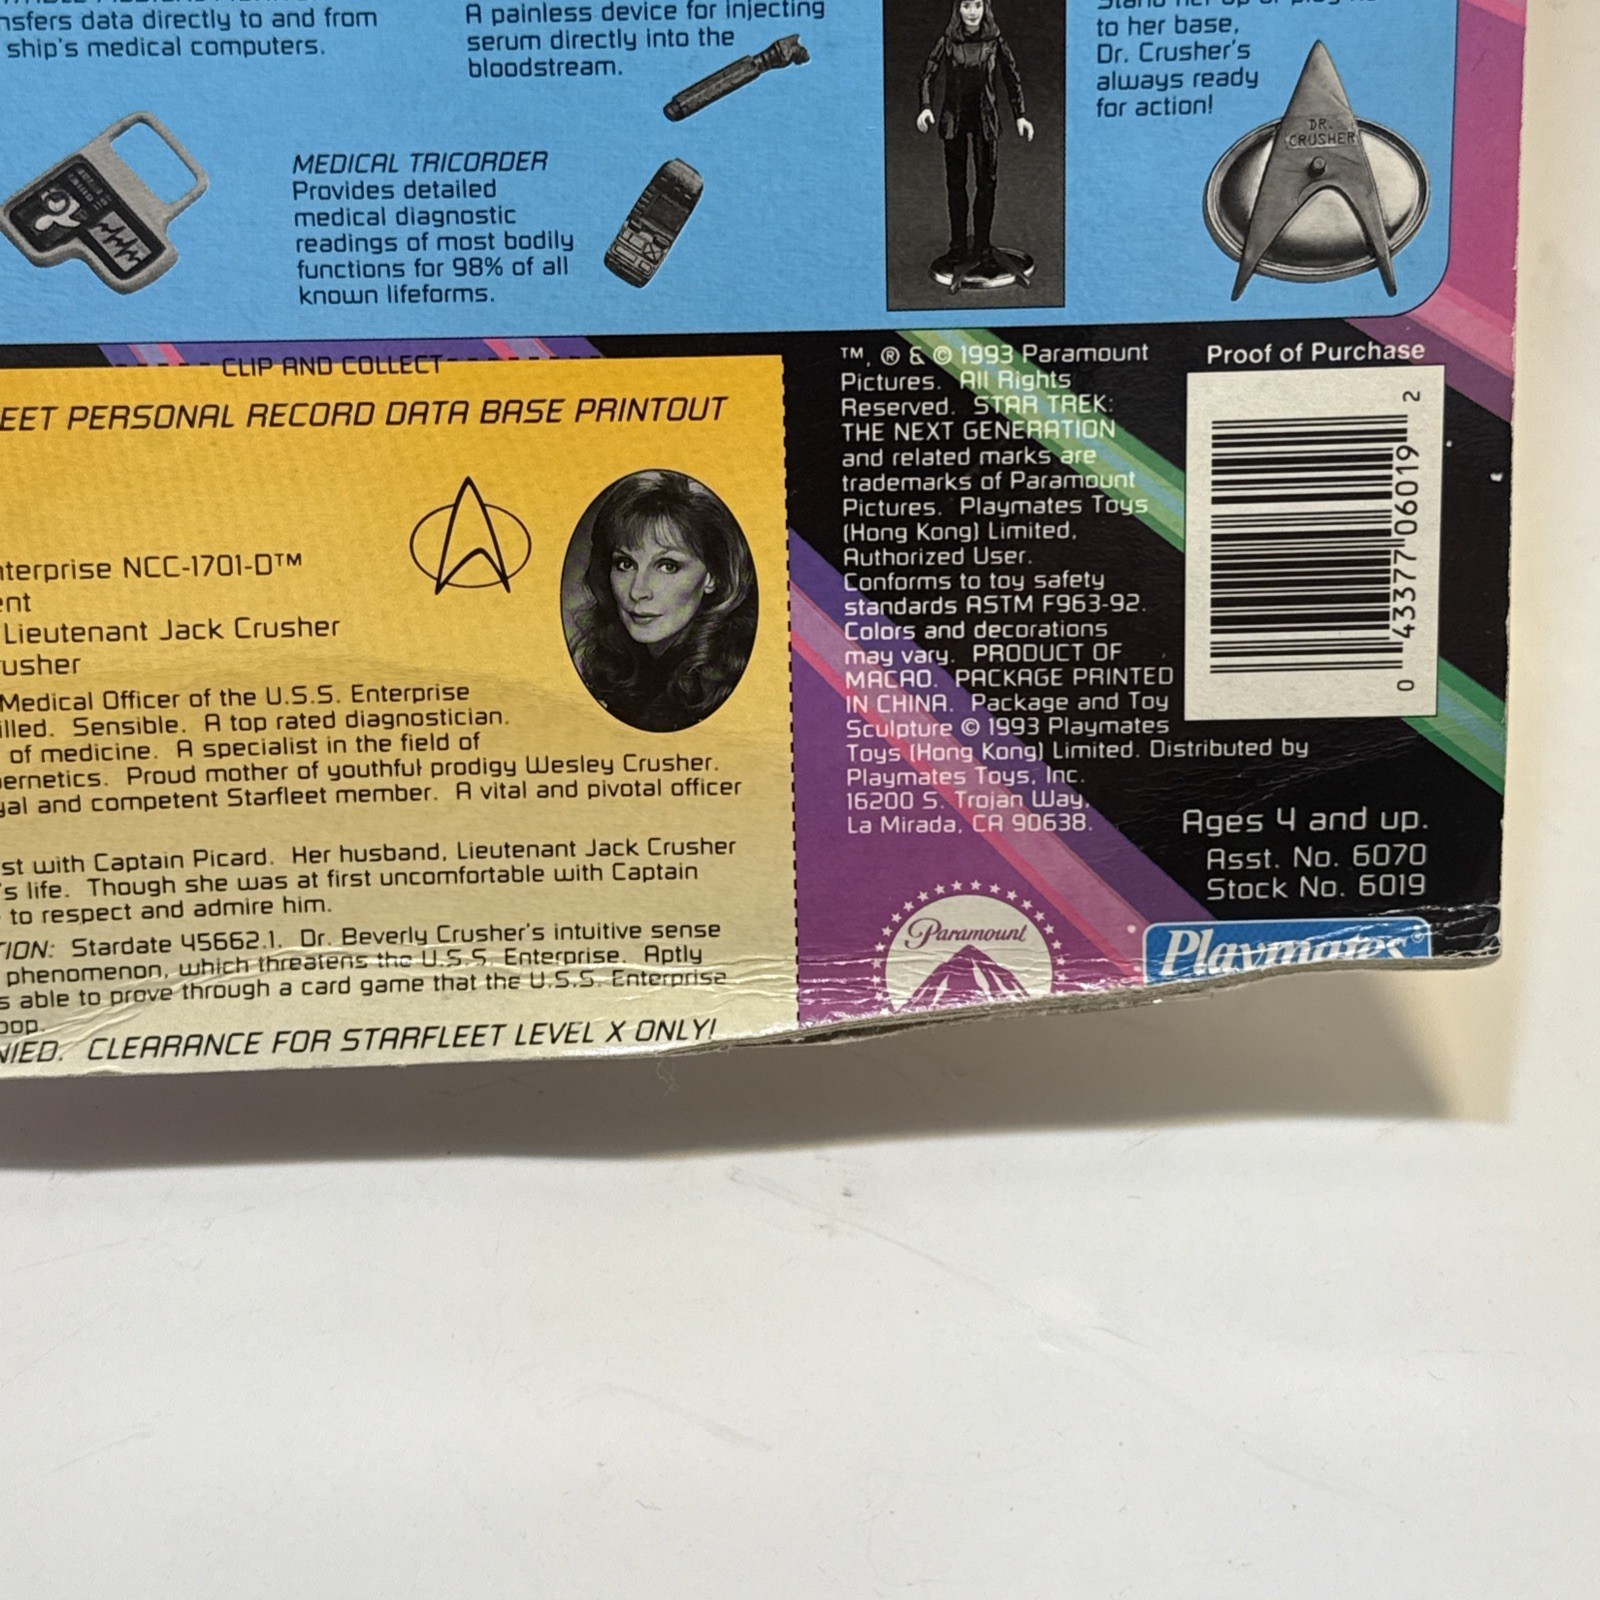 nsfers data directly to and from
ship's medical computers.
A painless device for injecting
serum directly into the
bloodstream.
to her base,
Dr. Crusher's
always ready
for action!
DR.
CRUSHER
MEDICAL TRICORDER
Provides detailed
medical diagnostic
readings of most bodily
functions for 98% of all
known lifeforms.
CLIP AND COLLECT
EET PERSONAL RECORD DATA BASE PRINTOUT
nterprise NCC-1701-D™
ent
Lieutenant Jack Crusher
rusher
Medical Officer of the U.S.S. Enterprise
illed. Sensible. A top rated diagnostician.
of medicine. A specialist in the field of
ernetics. Proud mother of youthful prodigy Wesley Crusher.
yal and competent Starfleet member. A vital and pivotal officer
st with Captain Picard. Her husband, Lieutenant Jack Crusher
's life. Though she was at first uncomfortable with Captain
to respect and admire him.
TION: Stardate 45662.1. Dr. Beverly Crusher's intuitive sense
phenomenon, which threatens the U.S.S. Enterprise. Aptly
s able to prove through a card game that the U.S.S. Enterprise
oop.
NIED. CLEARANCE FOR STARFLEET LEVEL X ONLY!
™, ® & © 1993 Paramount
Pictures. All Rights
Reserved. STAR TREK:
THE NEXT GENERATION
and related marks are
trademarks of Paramount
Pictures. Playmates Toys
(Hong Kong) Limited,
Authorized User.
Conforms to toy safety
standards ASTM F963-92.
Colors and decorations
may vary. PRODUCT OF
MACAO. PACKAGE PRINTED
IN CHINA. Package and Toy
Sculpture © 1993 Playmates
Toys (Hong Kong) Limited. Distributed by
Playmates Toys, Inc.
16200 S. Trojan Way,
La Mirada, CA 90638.
Proof of Purchase
0 43377 06019 2
Ages 4 and up.
Asst. No. 6070
Stock No. 6019
Paramount
Playmates®